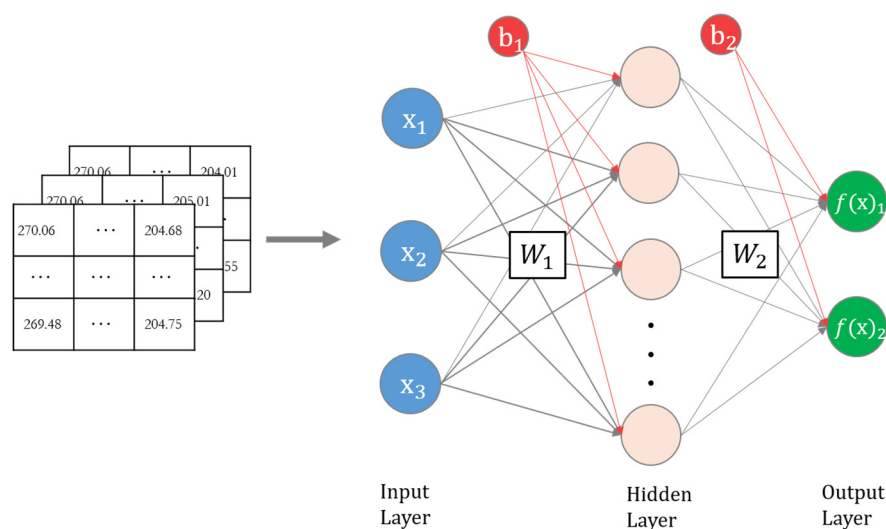 b1
b2
x1
x2
x3
W1
W2
f(x)1
f(x)2
270.06 ⋯ 204.01
270.06 ⋯ 205.01
270.06 ⋯ 204.68
⋯ ⋯ ⋯
55
20
269.48 ⋯ 204.75
Input
Layer
Hidden
Layer
Output
Layer